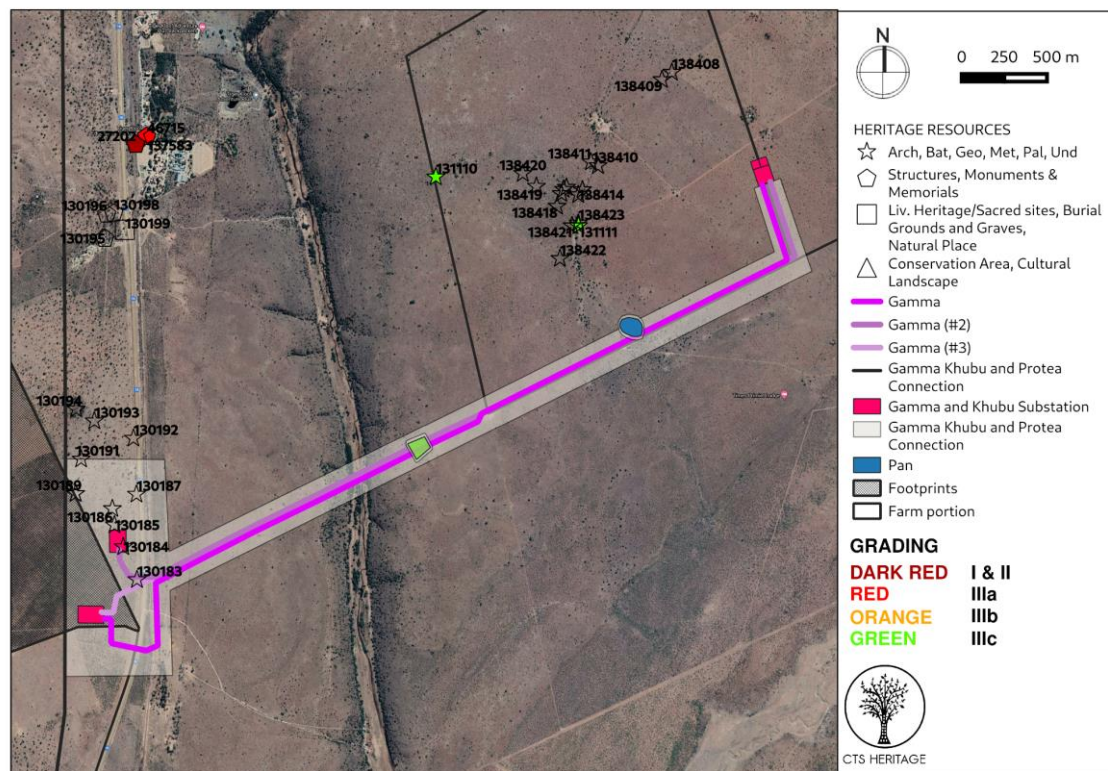 138408
138409
46715
27202
137583
138411
138410
138420
131110
138419
138414
130196
130198
138418
130199
138423
138421
131111
130195
138422
130194
130193
130192
130191
130189
130187
130186
130185
130184
130183
N
0 250 500 m
HERITAGE RESOURCES
Arch, Bat, Geo, Met, Pal, Und
Structures, Monuments &
Memorials
Liv. Heritage/Sacred sites, Burial
Grounds and Graves,
Natural Place
Conservation Area, Cultural
Landscape
Gamma
Gamma (#2)
Gamma (#3)
Gamma Khubu and Protea
Connection
Gamma and Khubu Substation
Gamma Khubu and Protea
Connection
Pan
Footprints
Farm portion
GRADING
DARK RED I & II
RED IIIa
ORANGE IIIb
GREEN IIIc
CTS HERITAGE